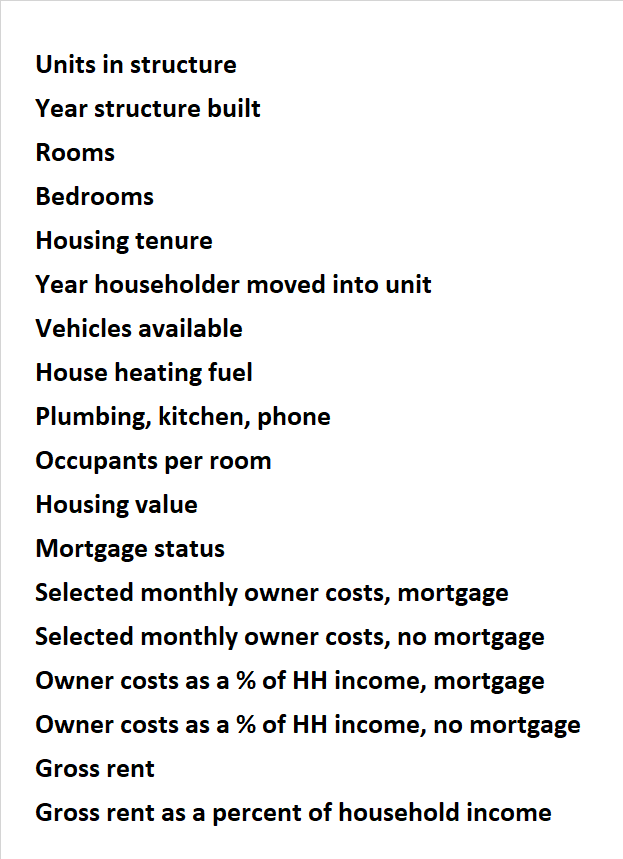 Units in structure
Year structure built
Rooms
Bedrooms
Housing tenure
Year householder moved into unit
Vehicles available
House heating fuel
Plumbing, kitchen, phone
Occupants per room
Housing value
Mortgage status
Selected monthly owner costs, mortgage
Selected monthly owner costs, no mortgage
Owner costs as a % of HH income, mortgage
Owner costs as a % of HH income, no mortgage
Gross rent
Gross rent as a percent of household income